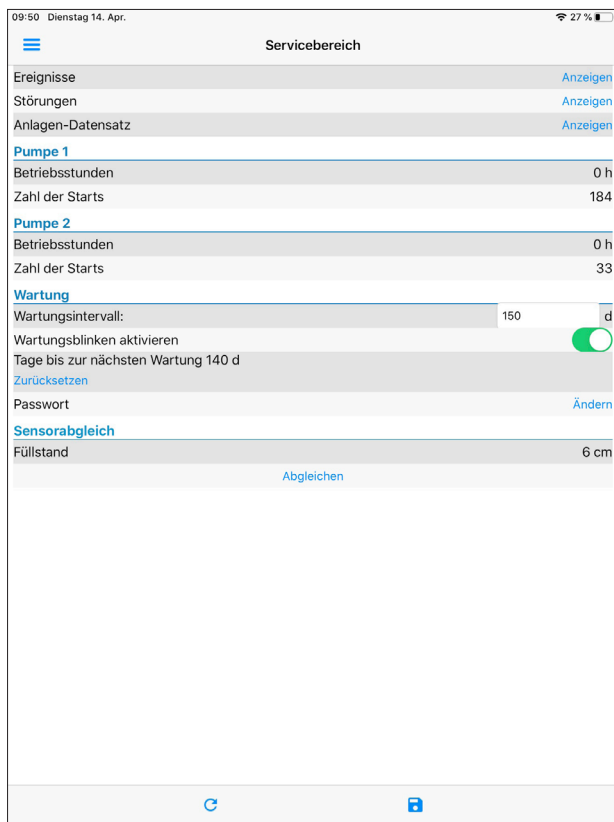 09:50 Dienstag 14. Apr. 27 %
Servicebereich
Ereignisse Anzeigen
Störungen Anzeigen
Anlagen-Datensatz Anzeigen
Pumpe 1
Betriebsstunden 0 h
Zahl der Starts 184
Pumpe 2
Betriebsstunden 0 h
Zahl der Starts 33
Wartung
Wartungsintervall: 150 d
Wartungsblinken aktivieren
Tage bis zur nächsten Wartung 140 d
Zurücksetzen
Passwort Ändern
Sensorabgleich
Füllstand 6 cm
Abgleichen